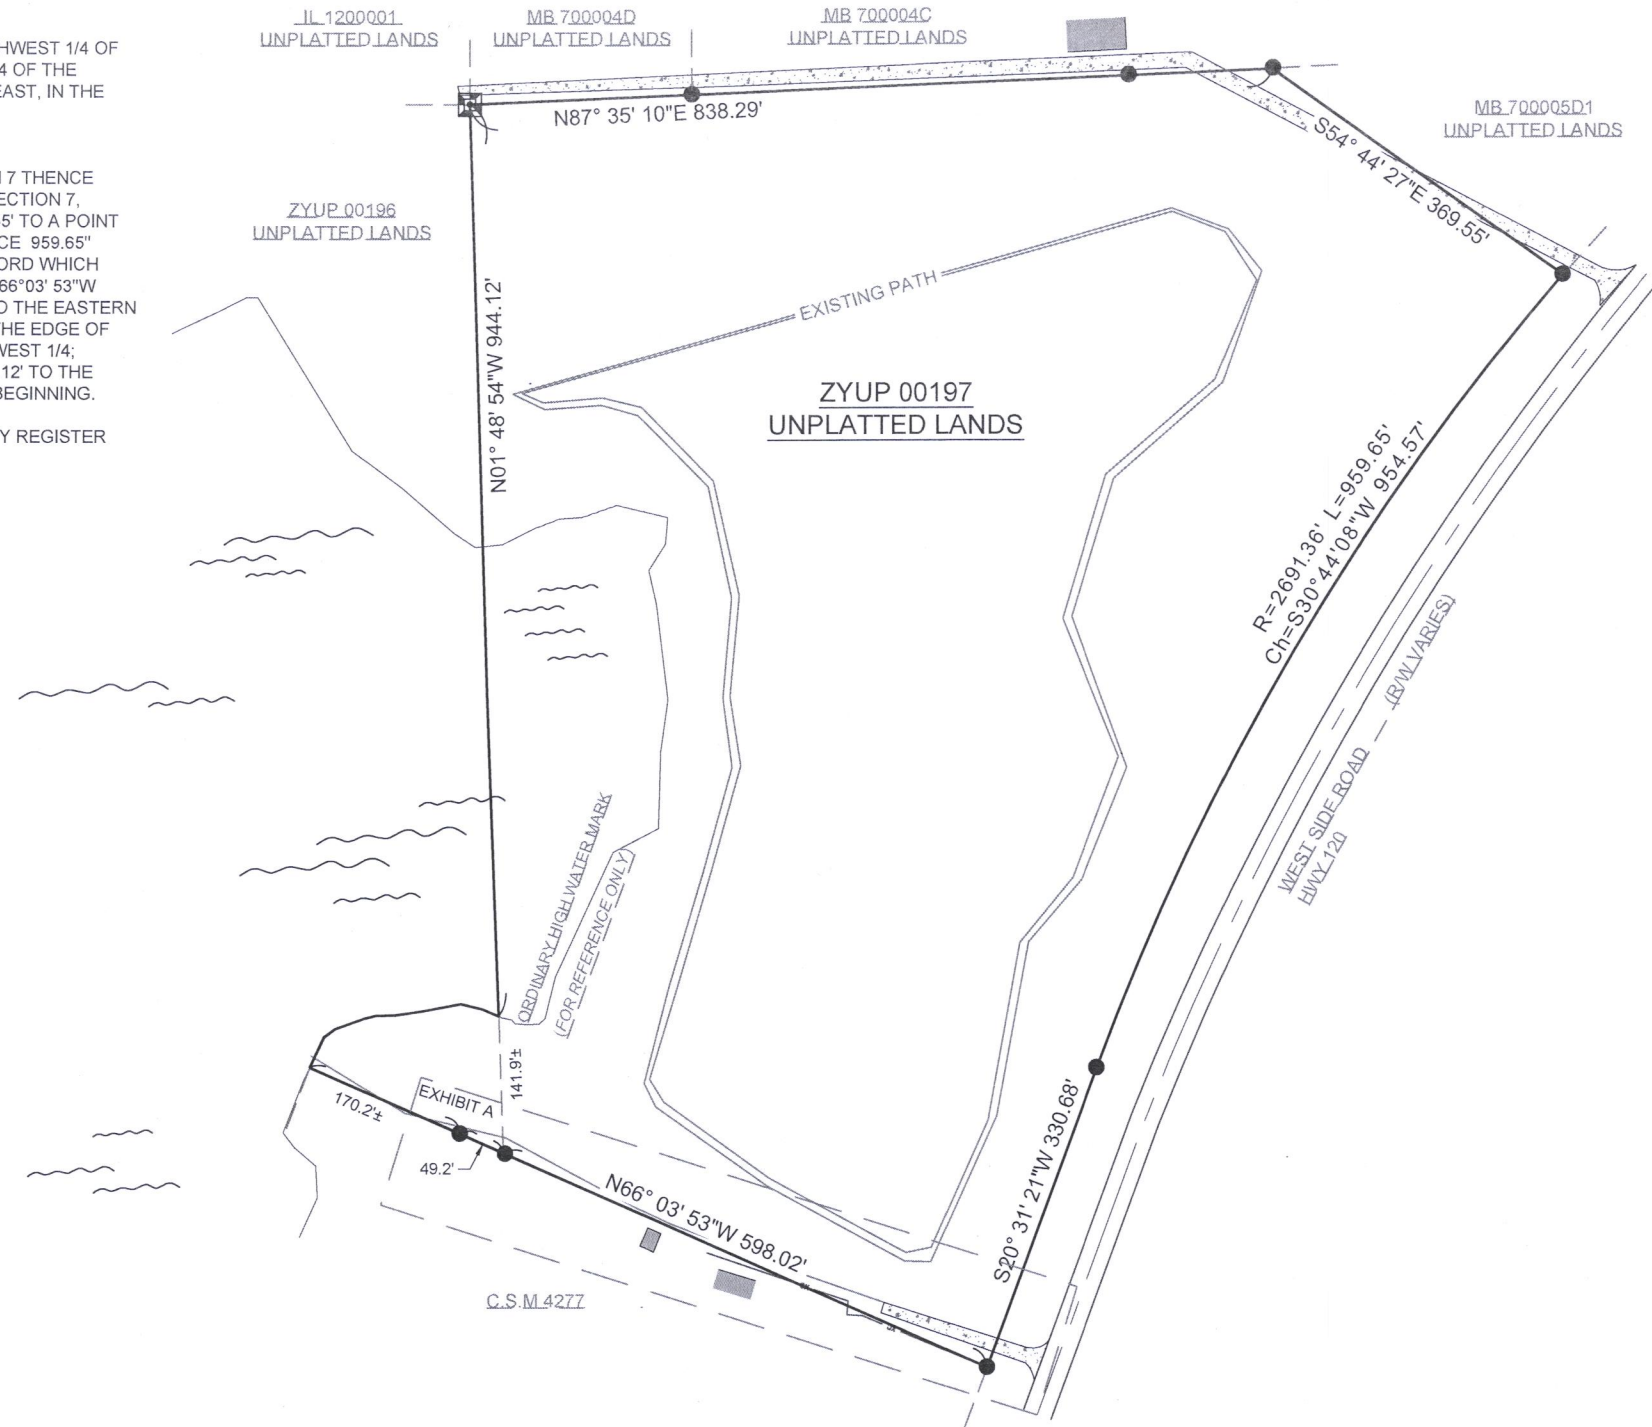 IL 1200001
UNPLATTED LANDS
MB 700004D
UNPLATTED LANDS
MB 700004C
UNPLATTED LANDS
HWEST 1/4 OF
4 OF THE
EAST, IN THE
MB 700005D1
UNPLATTED LANDS
N87° 35' 10"E 838.29'
S54° 44' 27"E 369.55'
7 THENCE
ECTION 7,
5' TO A POINT
CE 959.65"
ORD WHICH
66°03' 53"W
O THE EASTERN
THE EDGE OF
WEST 1/4;
12' TO THE
BEGINNING.
Y REGISTER
ZYUP 00196
UNPLATTED LANDS
N01° 48' 54"W 944.12'
EXISTING PATH
ZYUP 00197
UNPLATTED LANDS
R=2691.36' L=959.65'
Ch=S30°44'08"W 954.57'
(R/W VARIES)
WEST SIDE ROAD
HWY 120
ORDINARY HIGH WATER MARK
(FOR REFERENCE ONLY)
141.9'±
EXHIBIT A
170.2'±
49.2'
N66° 03' 53"W 598.02'
S20° 31' 21"W 330.68'
C.S.M 4277